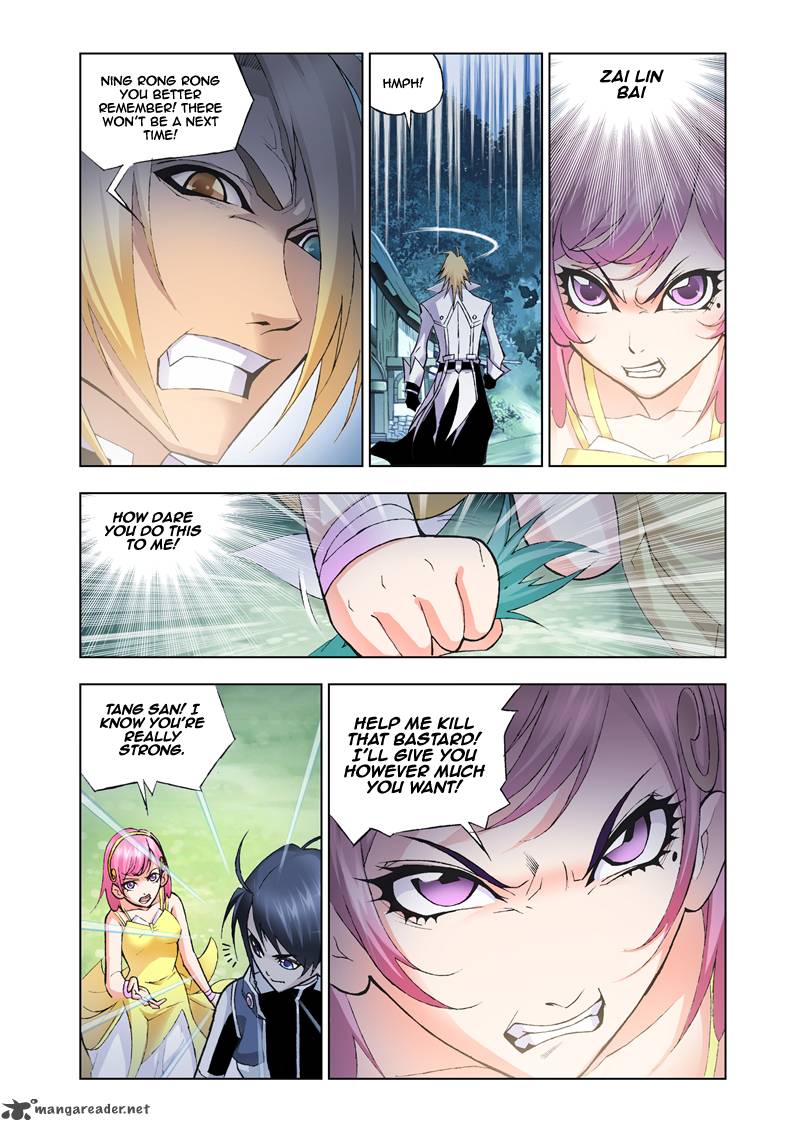 NING RONG RONG
YOU BETTER
REMEMBER! THERE
WON'T BE A NEXT
TIME!
HMPH!
ZAI LIN
BAI
HOW DARE
YOU DO THIS
TO ME!
TANG SAN! I
KNOW YOU'RE
REALLY
STRONG.
HELP ME KILL
THAT BASTARD!
I'LL GIVE YOU
HOWEVER MUCH
YOU WANT!
mangareader.net